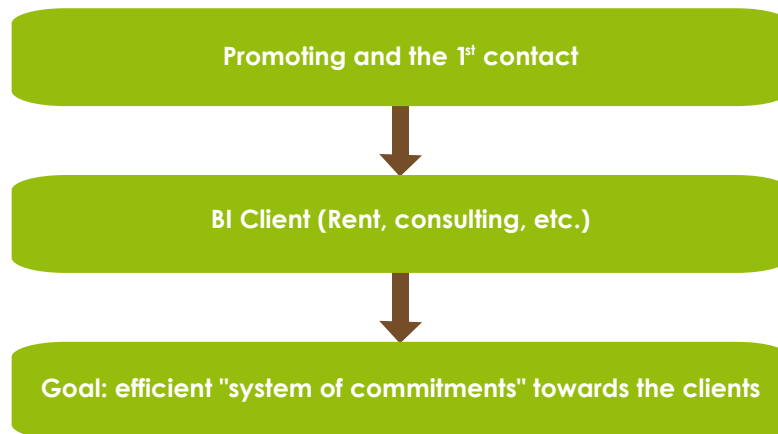 Promoting and the 1st contact
BI Client (Rent, consulting, etc.)
Goal: efficient "system of commitments" towards the clients